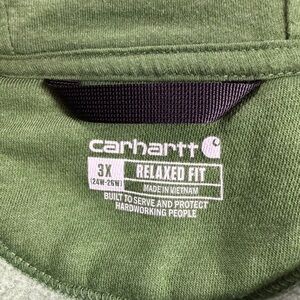 carhartt
3X RELAXED FIT
(24W-26W) MADE IN VIETNAM
BUILT TO SERVE AND PROTECT
HARDWORKING PEOPLE